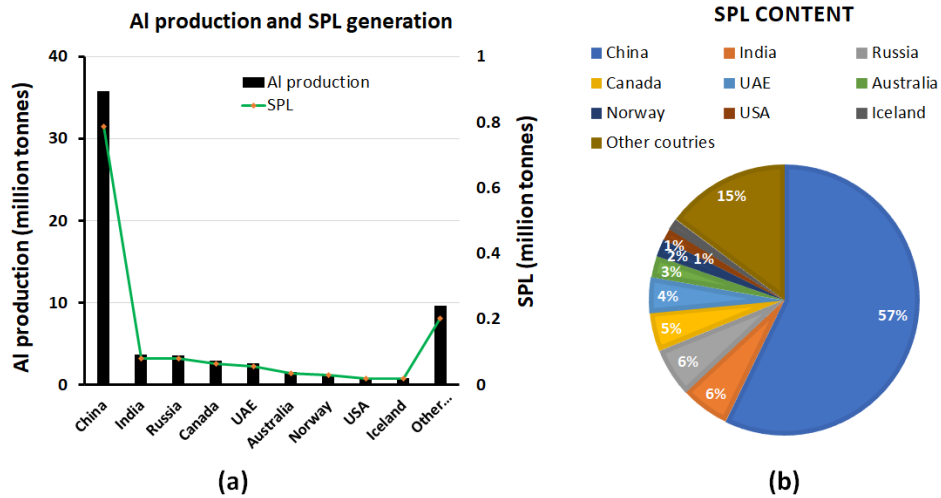 Al production and SPL generation
Al production (million tonnes)
40
30
20
10
0
Al production
SPL
1
0.8
0.6
0.4
0.2
0
SPL (million tonnes)
China
India
Russia
Canada
UAE
Australia
Norway
USA
Iceland
Other...
(a)
SPL CONTENT
China India Russia
Canada UAE Australia
Norway USA Iceland
Other coutries
15%
1%
2% 1%
3%
4%
5%
6%
6%
57%
(b)